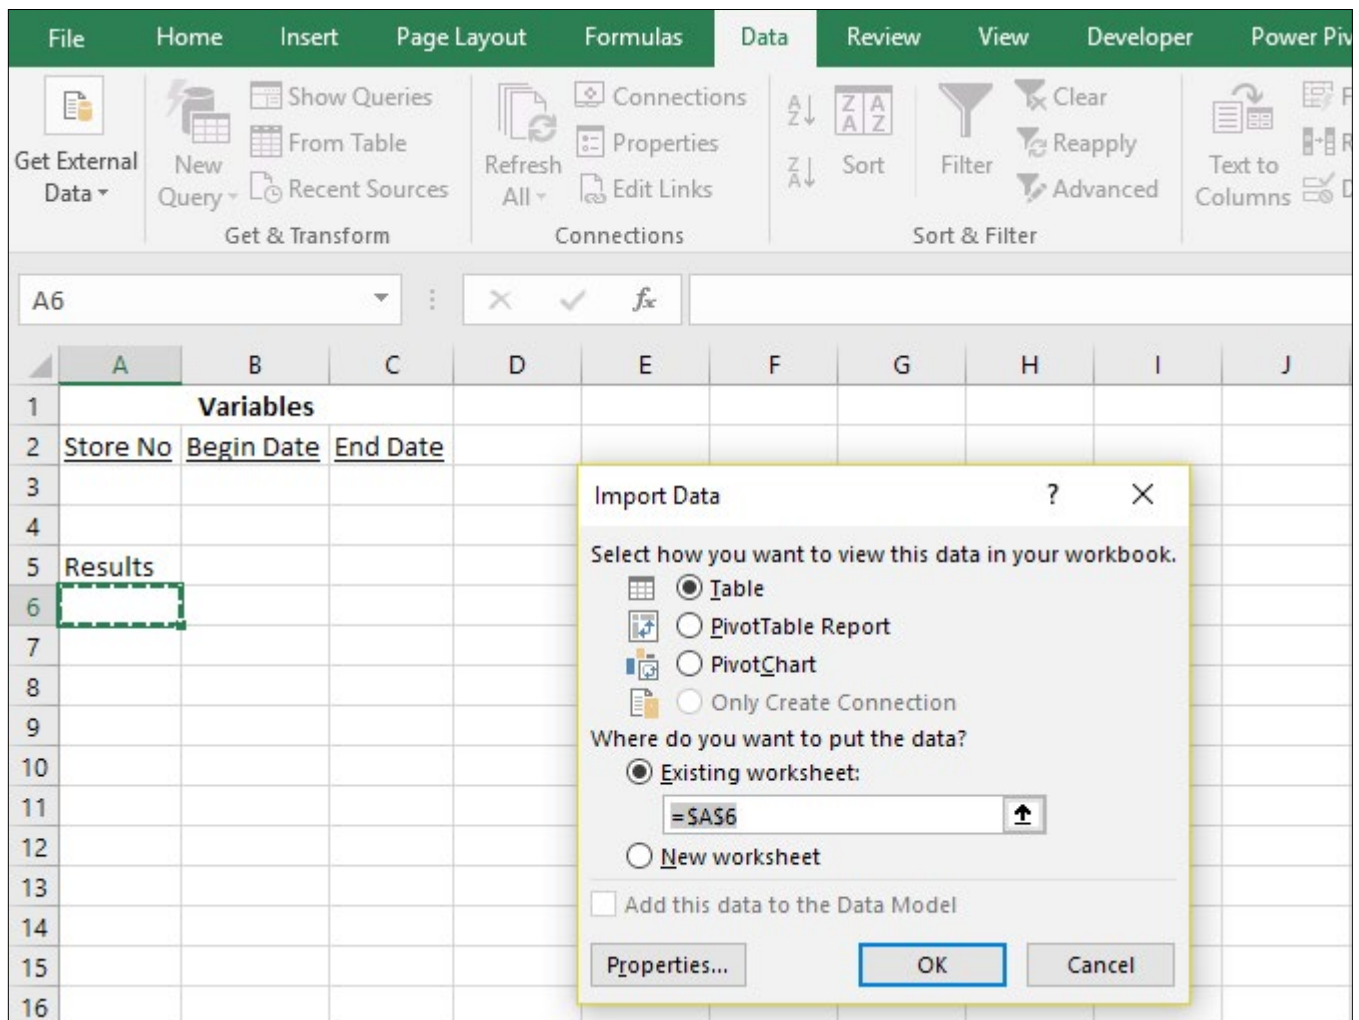 File Home Insert Page Layout Formulas Data Review View Developer Power Piv
Show Queries Connections Clear F
From Table Properties Reapply R
Get External New Refresh Sort Filter Text to
Data Query Recent Sources All Edit Links Advanced Columns D
Get & Transform Connections Sort & Filter
A6 fx
A B C D E F G H I J
1 Variables
2 Store No Begin Date End Date
3
4
5 Results
6
7
8
9
10
11
12
13
14
15
16
Import Data ? X
Select how you want to view this data in your workbook.
Table
PivotTable Report
PivotChart
Only Create Connection
Where do you want to put the data?
Existing worksheet:
=$A$6
New worksheet
Add this data to the Data Model
Properties... OK Cancel